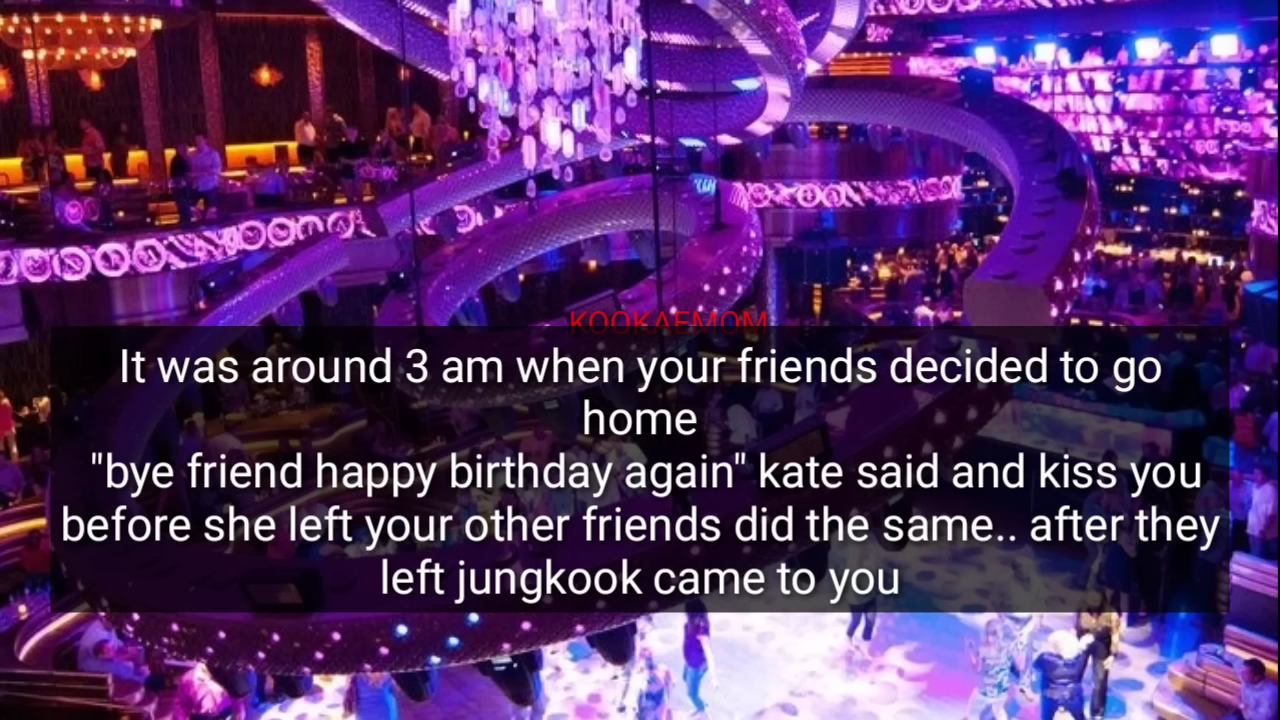 KOOKAEMOM
It was around 3 am when your friends decided to go
home
"bye friend happy birthday again" kate said and kiss you
before she left your other friends did the same.. after they
left jungkook came to you